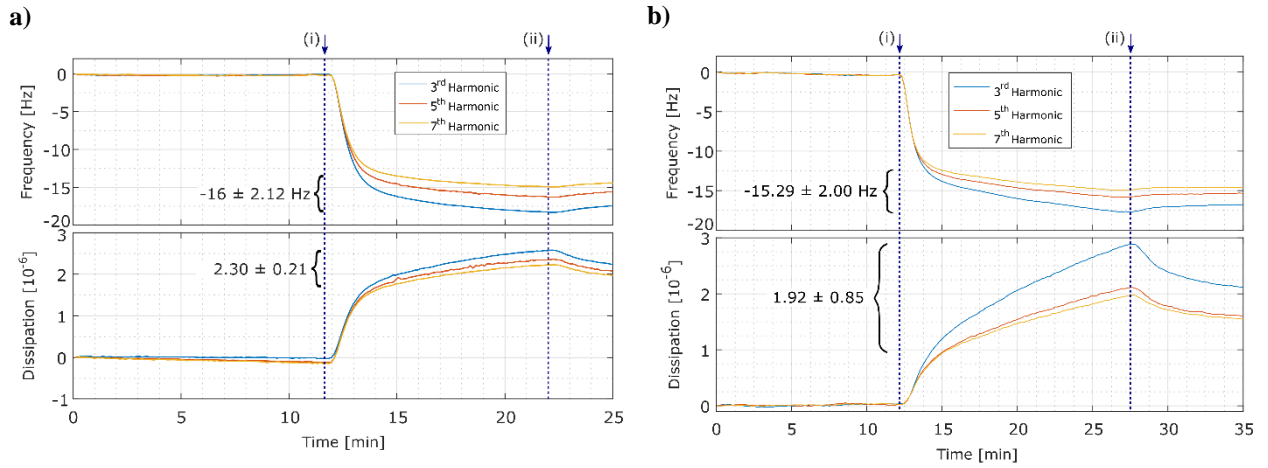 a)
(i)
(ii)
0
-5
-10
-15
-20
Frequency [Hz]
3rd Harmonic
5th Harmonic
7th Harmonic
-16 ± 2.12 Hz
3
2
1
0
-1
Dissipation [10-6]
2.30 ± 0.21
0 5 10 15 20 25
Time [min]
b)
(i)
(ii)
0
-5
-10
-15
-20
Frequency [Hz]
3rd Harmonic
5th Harmonic
7th Harmonic
-15.29 ± 2.00 Hz
3
2
1
0
Dissipation [10-6]
1.92 ± 0.85
0 5 10 15 20 25 30 35
Time [min]